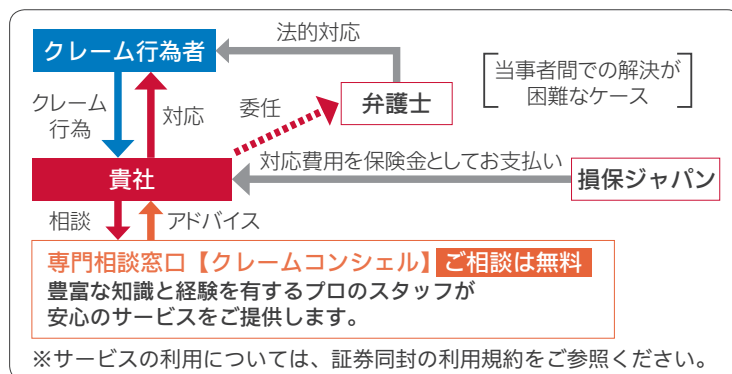 法的対応
クレーム行為者
当事者間での解決が
困難なケース
クレーム
行為
対応
委任
弁護士
対応費用を保険金としてお支払い
貴社
損保ジャパン
相談
アドバイス
専門相談窓口【クレームコンシェル】 ご相談は無料
豊富な知識と経験を有するプロのスタッフが
安心のサービスをご提供します。
※サービスの利用については、証券同封の利用規約をご参照ください。